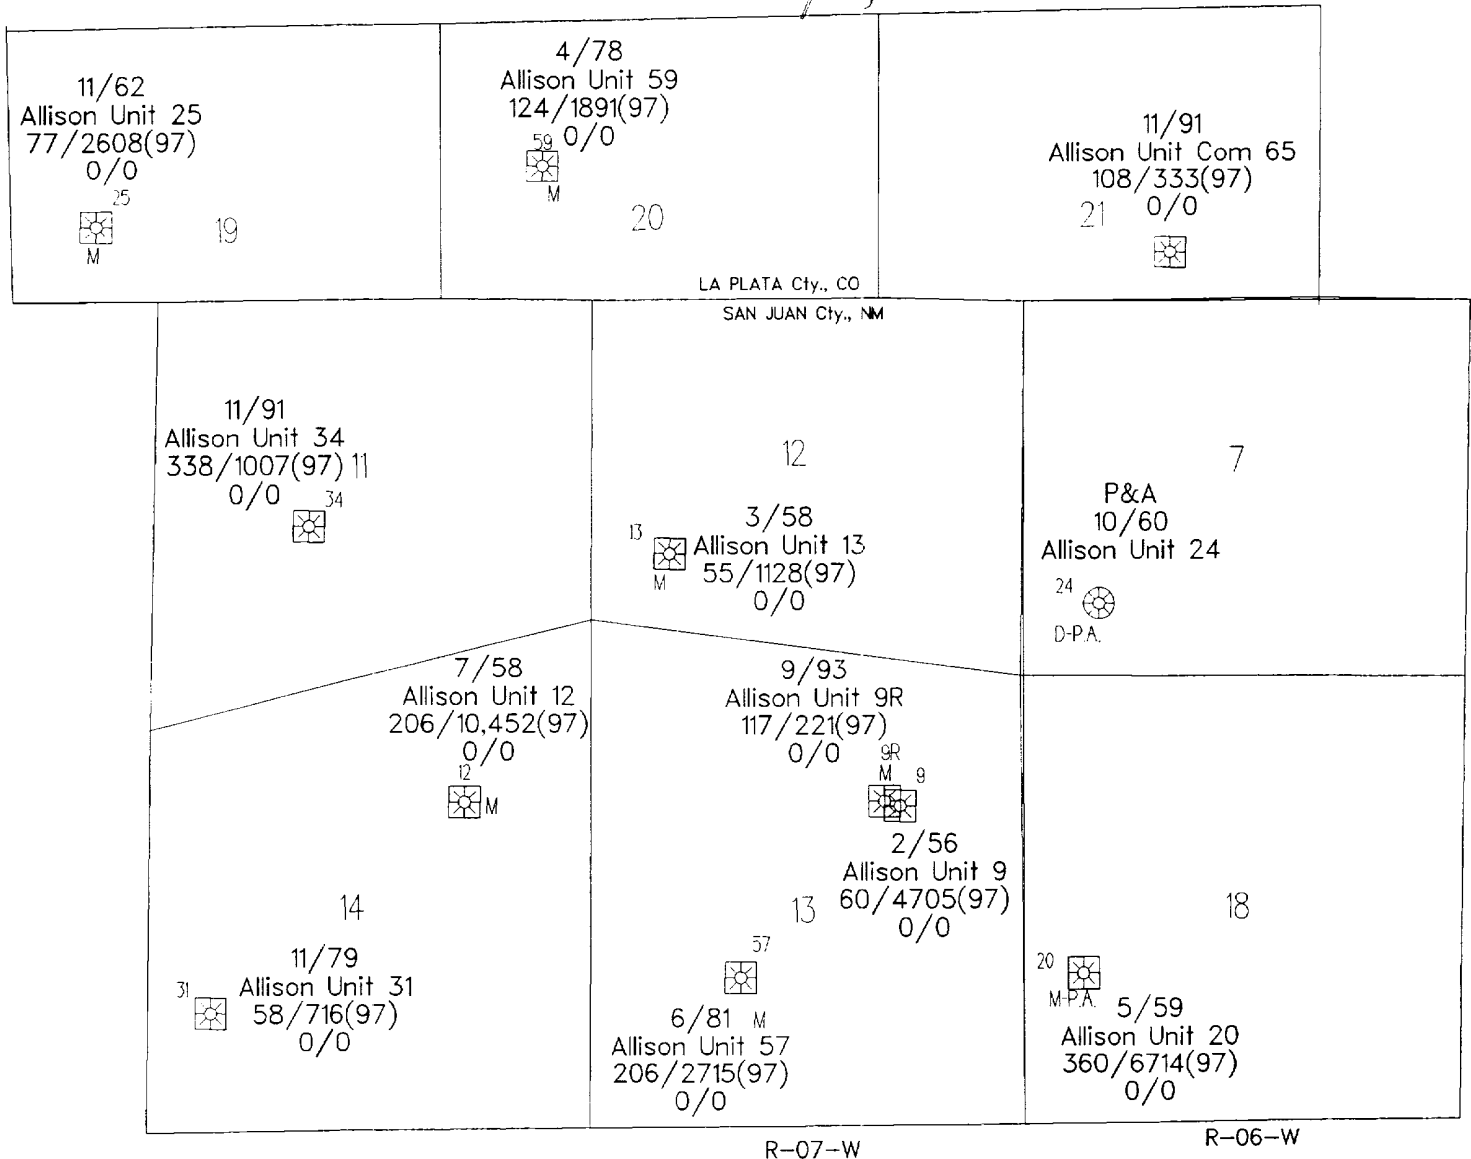 4/78
Allison Unit 59
124/1891(97)
0/0
59
M
20
11/62
Allison Unit 25
77/2608(97)
0/0
25
M
19
11/91
Allison Unit Com 65
108/333(97)
0/0
21
LA PLATA Cty., CO
SAN JUAN Cty., NM
11/91
Allison Unit 34
338/1007(97) 11
0/0
34
12
3/58
13
Allison Unit 13
M
55/1128(97)
0/0
7
P&A
10/60
Allison Unit 24
24
D-P.A.
7/58
Allison Unit 12
206/10,452(97)
0/0
12
M
14
11/79
31
Allison Unit 31
58/716(97)
0/0
9/93
Allison Unit 9R
117/221(97)
0/0
9R
M
9
2/56
Allison Unit 9
60/4705(97)
0/0
13
57
6/81 M
Allison Unit 57
206/2715(97)
0/0
18
20
M-P.A.
5/59
Allison Unit 20
360/6714(97)
0/0
R-07-W
R-06-W